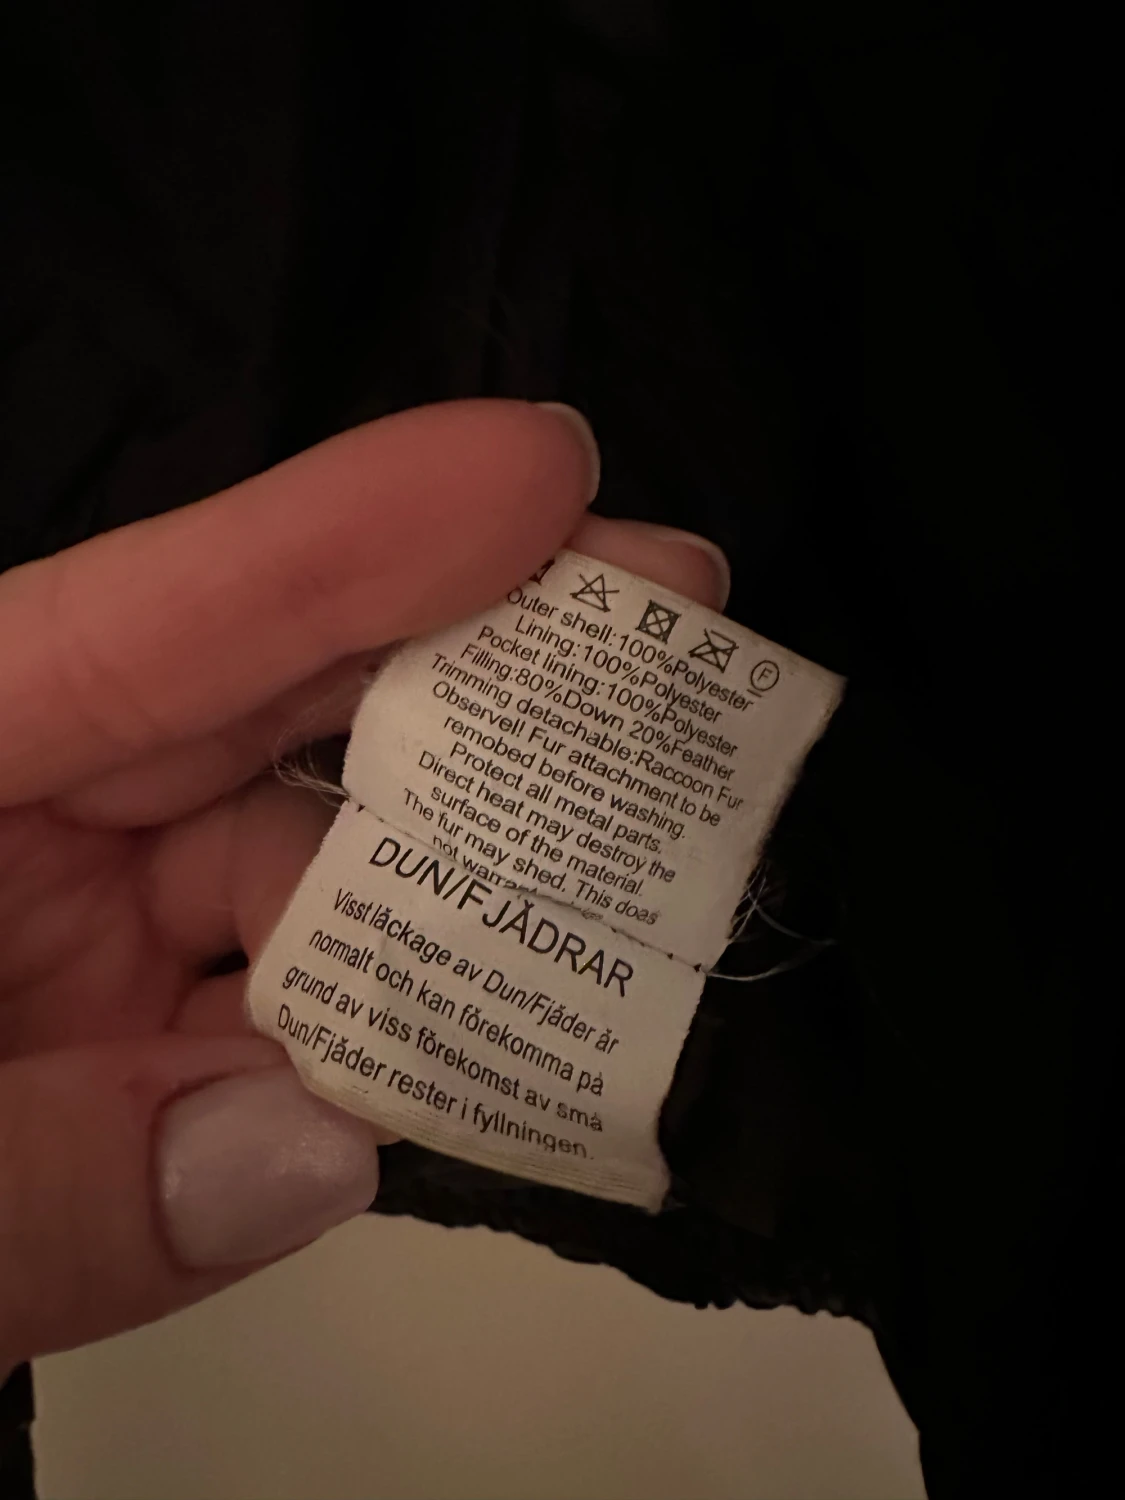 F
Outer shell:100%Polyester
Lining:100%Polyester
Pocket lining:100%Polyester
Filling:80%Down 20%Feather
Trimming detachable:Raccoon Fur
Observe!! Fur attachment to be
remobed before washing.
Protect all metal parts.
Direct heat may destroy the
surface of the material.
The fur may shed. This doas
not
DUN/FJÄDRAR
Visst läckage av Dun/Fjäder är
normalt och kan förekomma på
grund av viss förekomst av små
Dun/Fjäder rester i fyllningen.